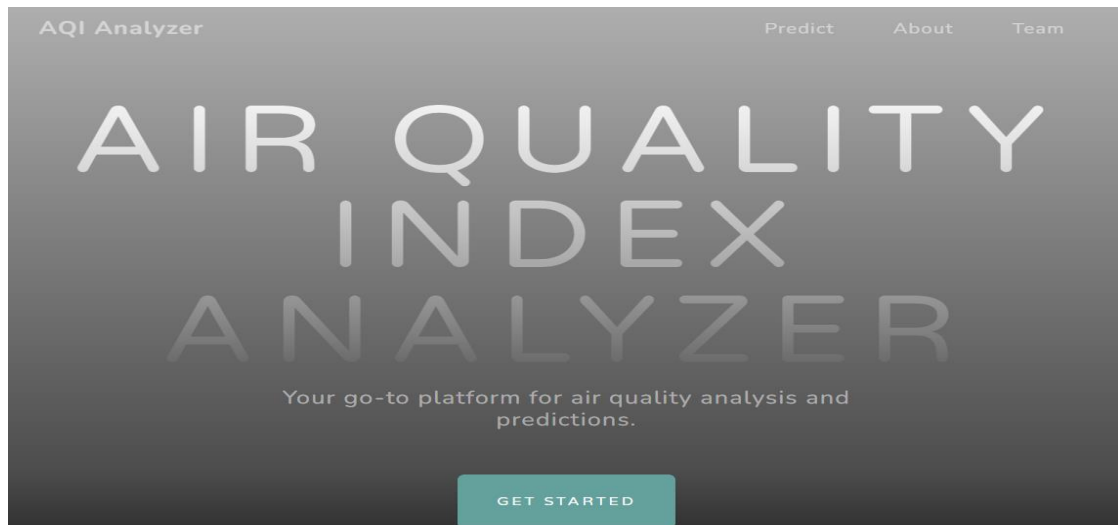 AQI Analyzer
Predict About Team
AIR QUALITY
INDEX
ANALYZER
Your go-to platform for air quality analysis and
predictions.
GET STARTED